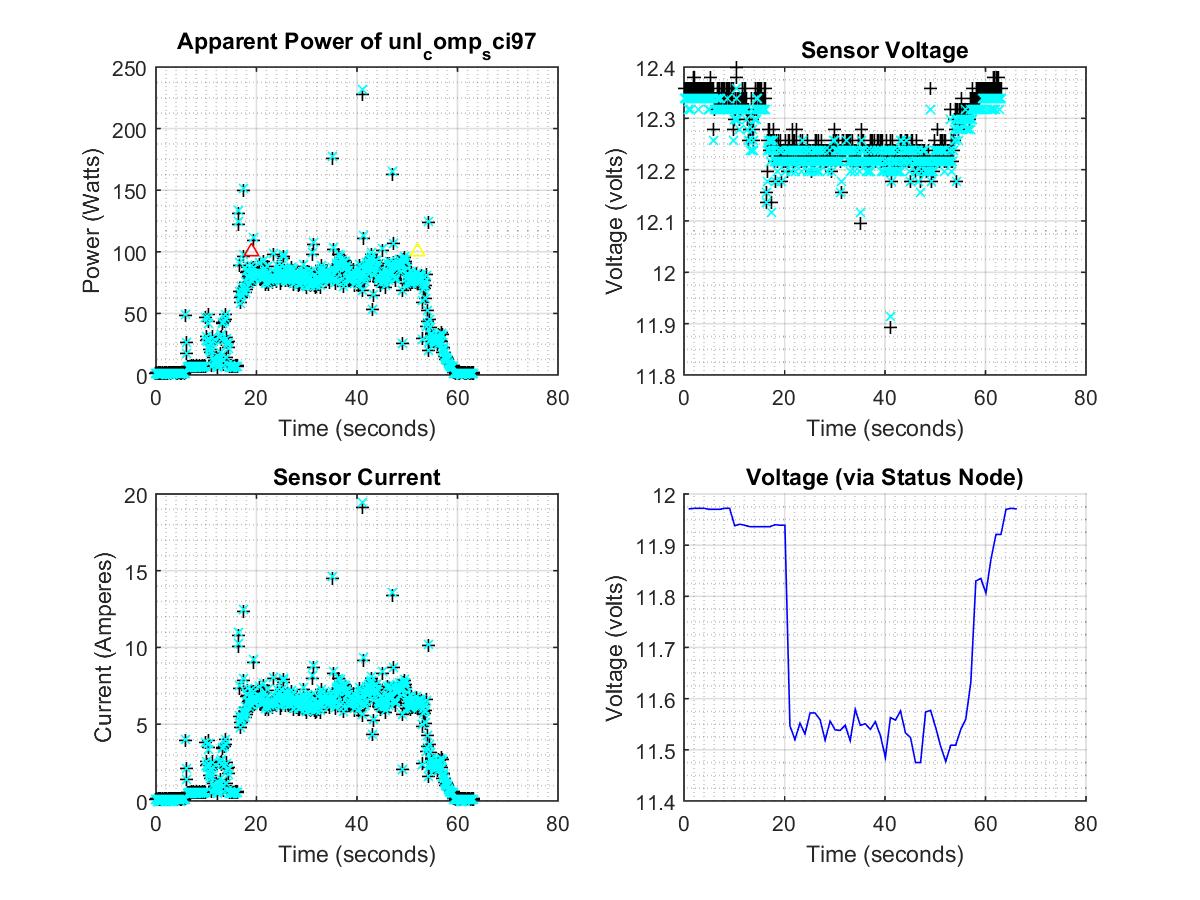 Apparent Power of unl_comp_sci97
250
200
150
100
50
0
Power (Watts)
0 20 40 60 80
Time (seconds)
Sensor Voltage
12.4
12.3
12.2
12.1
12
11.9
11.8
Voltage (volts)
0 20 40 60 80
Time (seconds)
Sensor Current
20
15
10
5
0
Current (Amperes)
0 20 40 60 80
Time (seconds)
Voltage (via Status Node)
12
11.9
11.8
11.7
11.6
11.5
11.4
Voltage (volts)
0 20 40 60 80
Time (seconds)